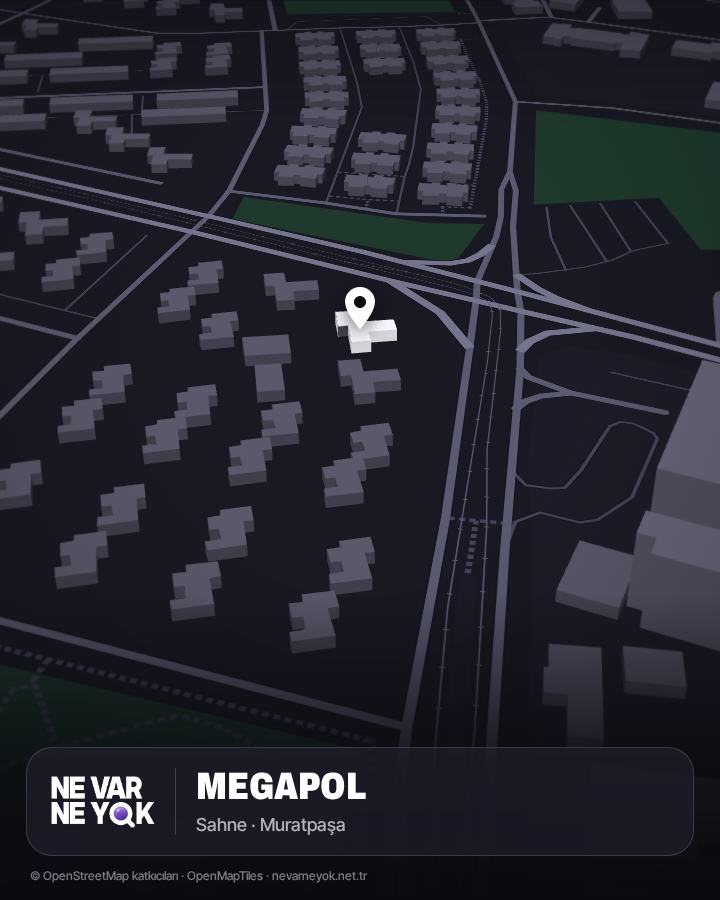 NE VAR
NE YOK
MEGAPOL
Sahne · Muratpaşa
© OpenStreetMap katkıcıları · OpenMapTiles · nevarneyok.net.tr